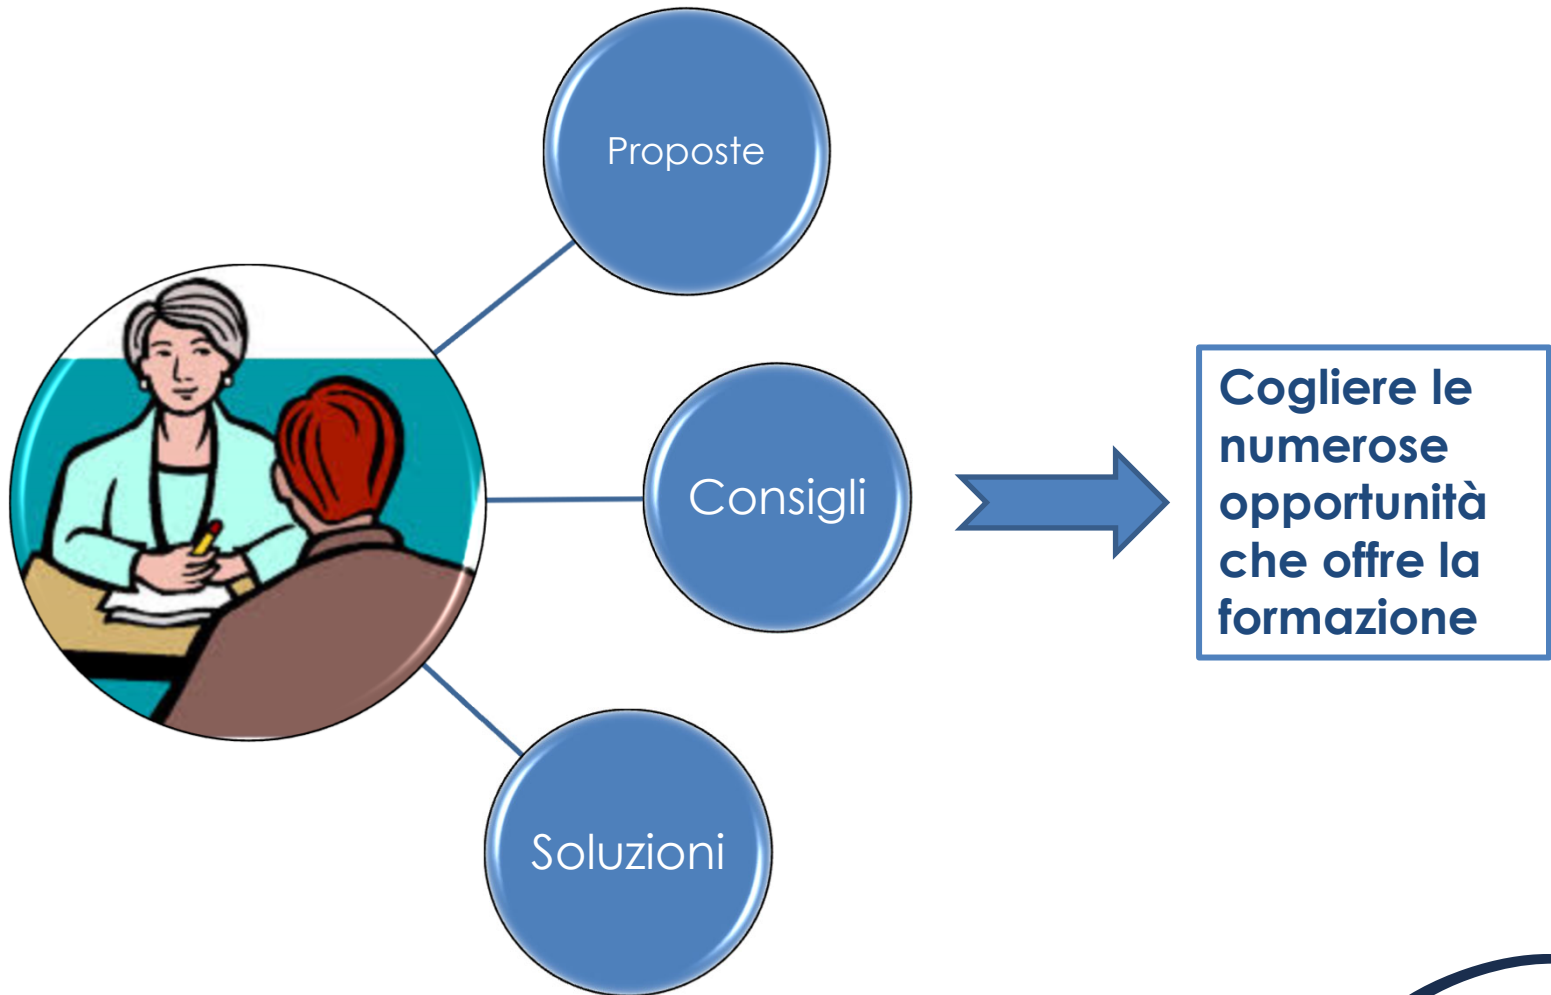 Proposte
Consigli
Soluzioni
Cogliere le
numerose
opportunità
che offre la
formazione